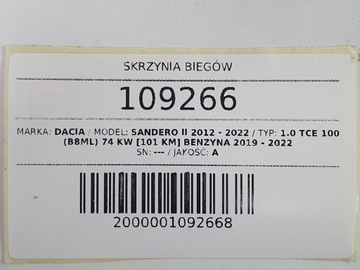 SKRZYNIA BIEGÓW
109266
MARKA: DACIA / MODEL: SANDERO II 2012 - 2022 / TYP: 1.0 TCE 100
(B8ML) 74 KW [101 KM] BENZYNA 2019 - 2022
SN: --- / JAKOŚĆ: A
2000001092668